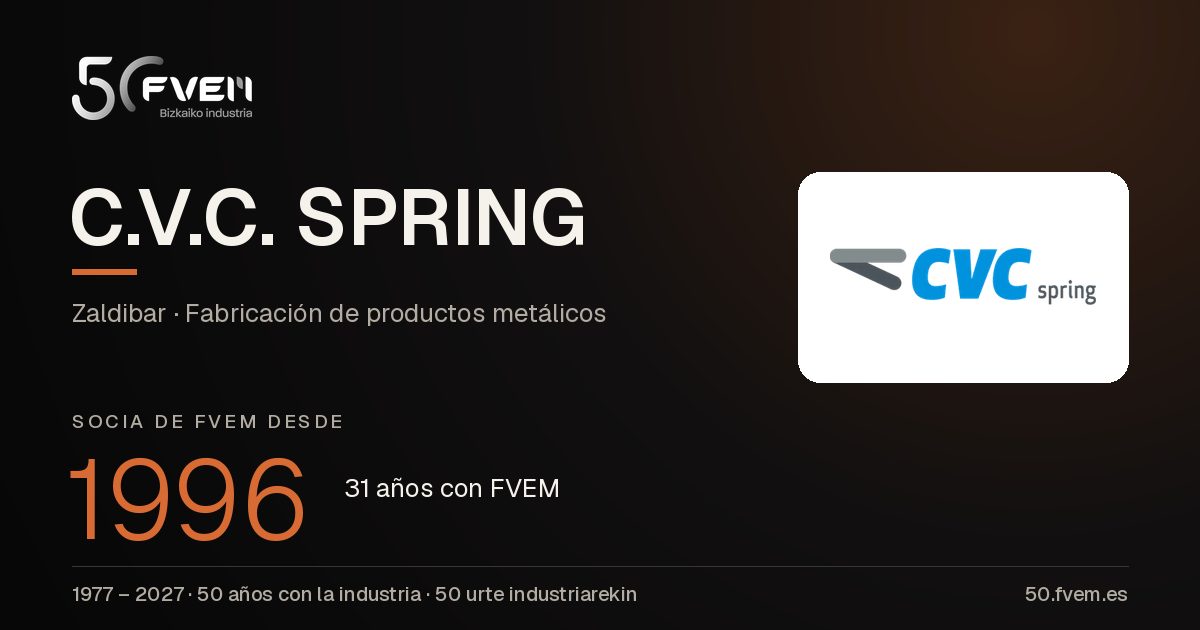 50 FVEM
Bizkaiko industria
C.V.C. SPRING
CVC spring
Zaldibar · Fabricación de productos metálicos
SOCIA DE FVEM DESDE
1996
31 años con FVEM
1977 – 2027 · 50 años con la industria · 50 urte industriarekin
50.fvem.es